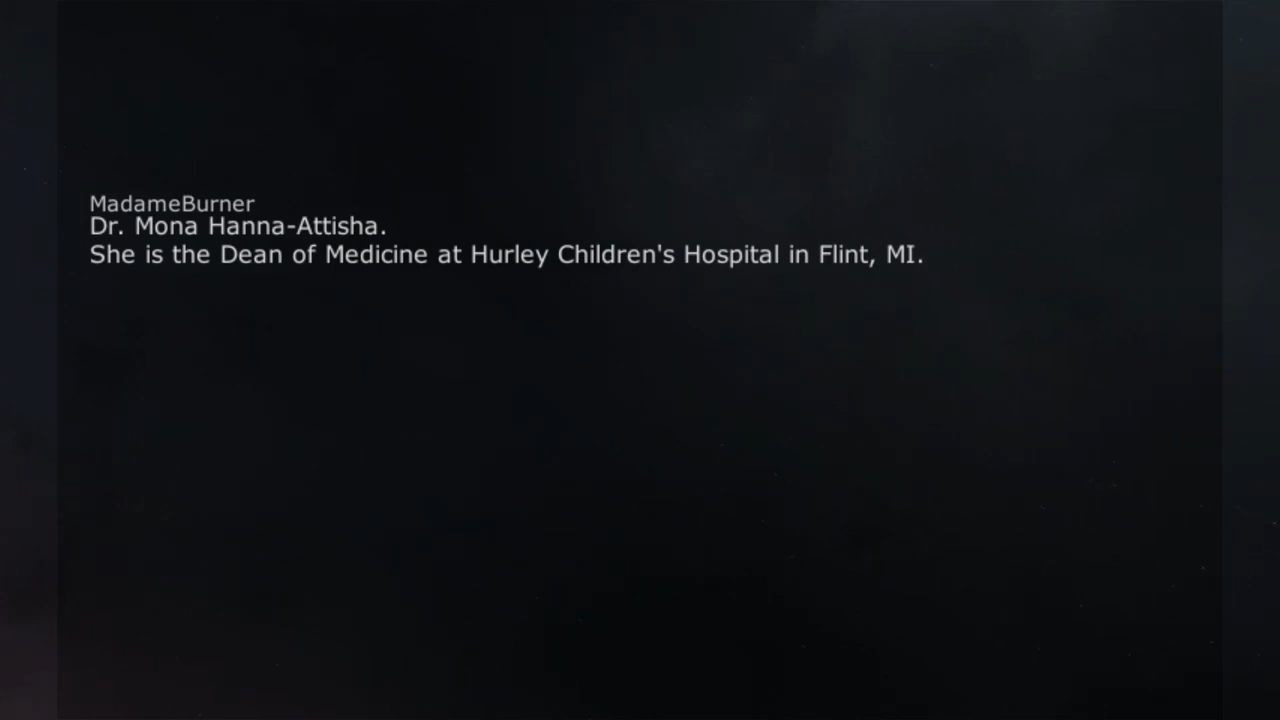 MadameBurner
Dr. Mona Hanna-Attisha.
She is the Dean of Medicine at Hurley Children's Hospital in Flint, MI.